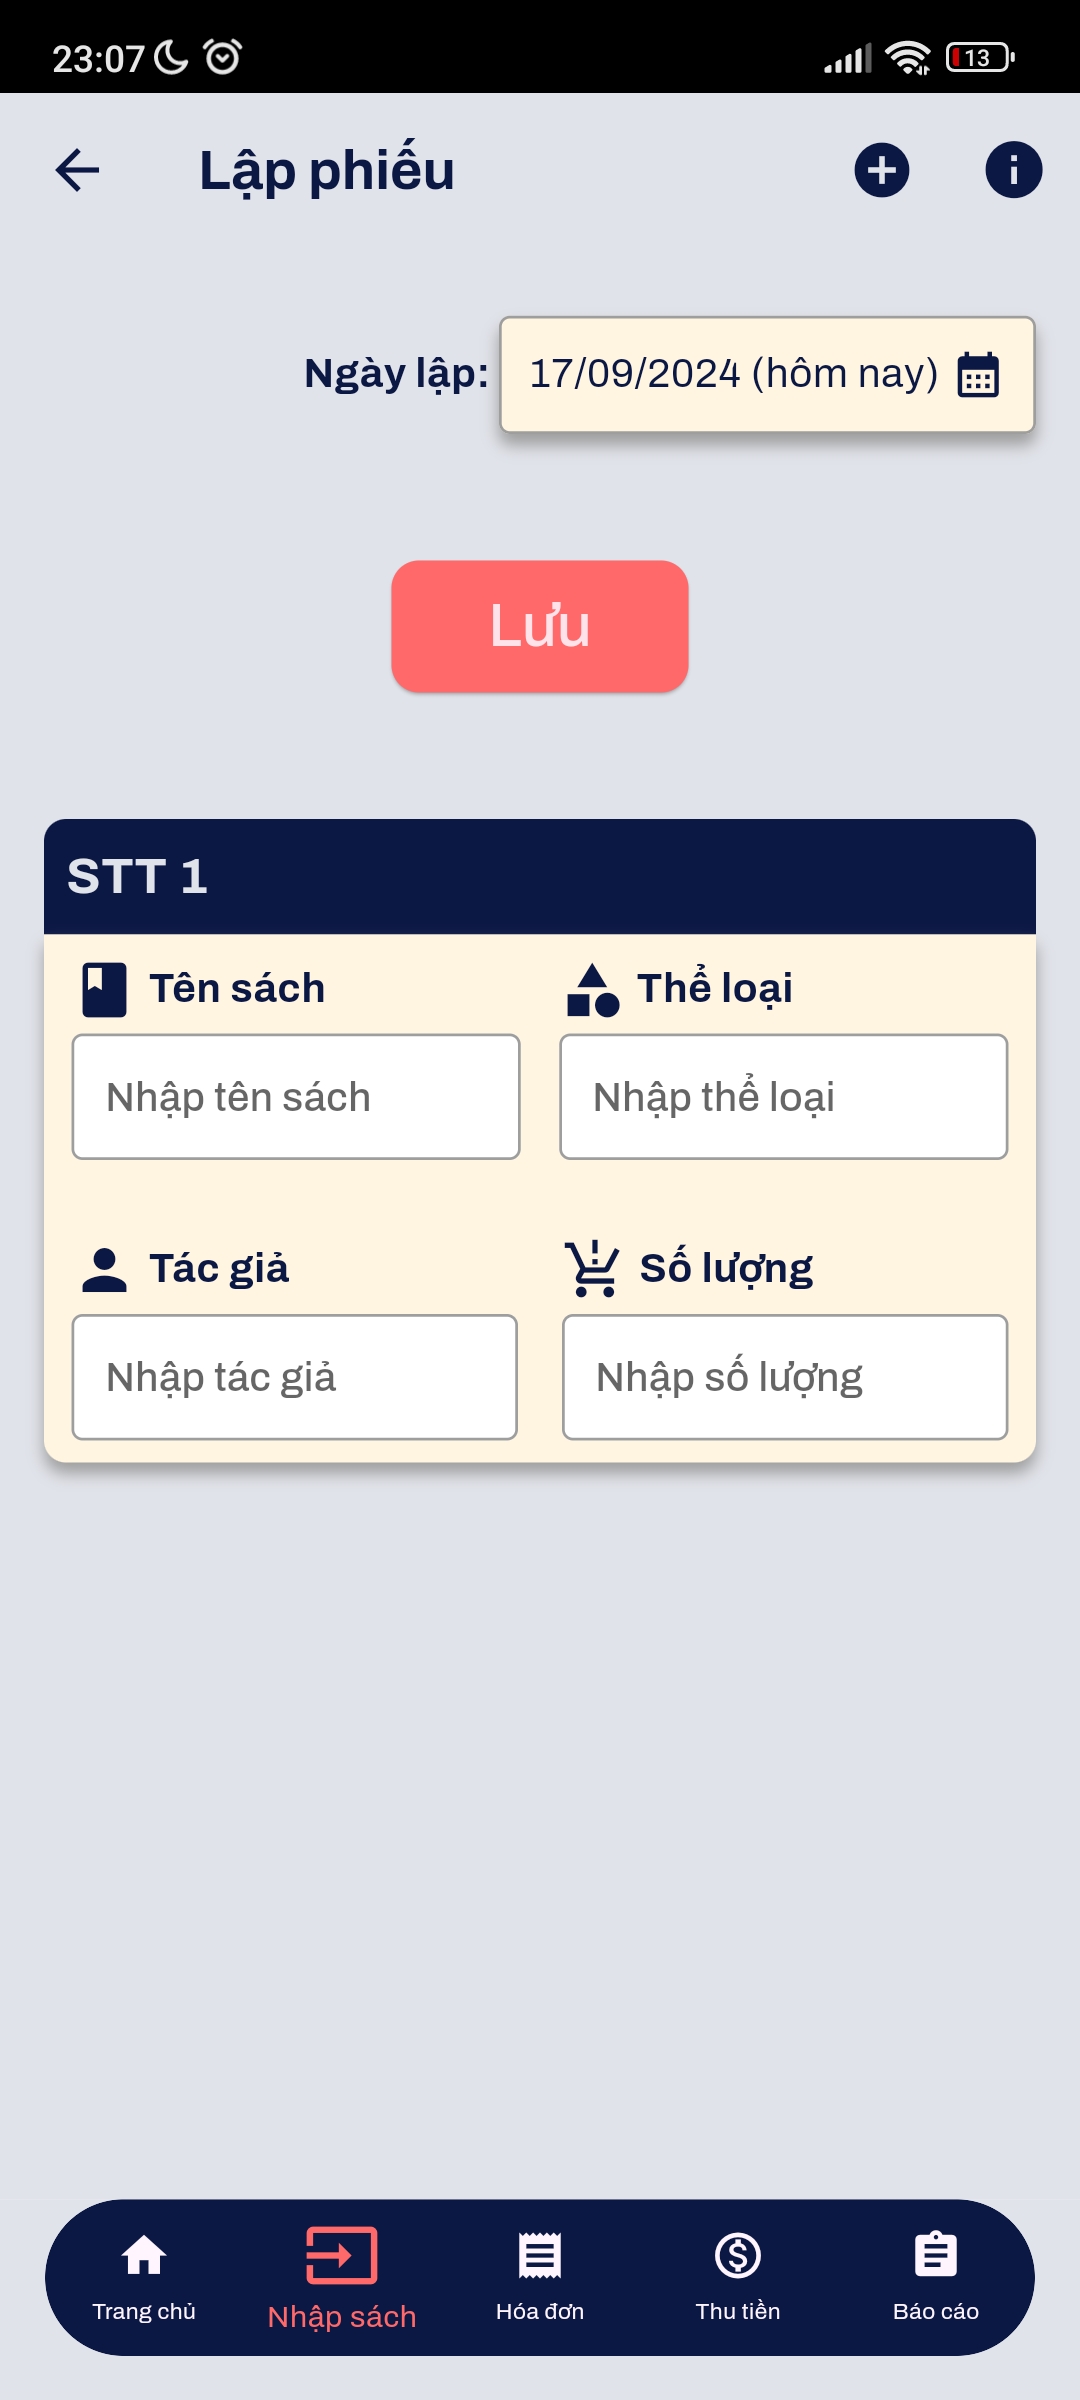 23:07
13
Lập phiếu
Ngày lập: 17/09/2024 (hôm nay)
Lưu
STT 1
Tên sách Thể loại
Nhập tên sách Nhập thể loại
Tác giả Số lượng
Nhập tác giả Nhập số lượng
Trang chủ Nhập sách Hóa đơn Thu tiền Báo cáo